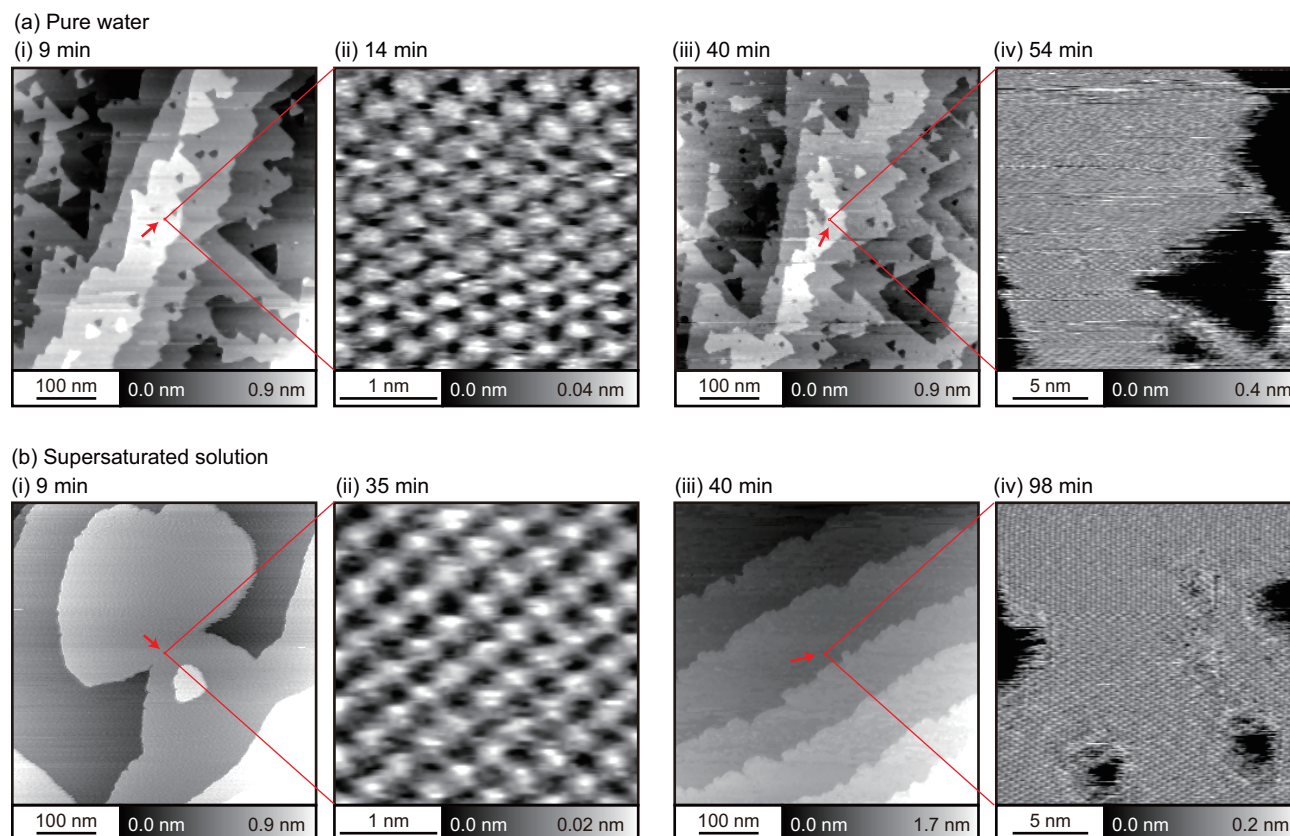 (a) Pure water
(i) 9 min
(ii) 14 min
(iii) 40 min
(iv) 54 min
100 nm 0.0 nm 0.9 nm
1 nm 0.0 nm 0.04 nm
100 nm 0.0 nm 0.9 nm
5 nm 0.0 nm 0.4 nm
(b) Supersaturated solution
(i) 9 min
(ii) 35 min
(iii) 40 min
(iv) 98 min
100 nm 0.0 nm 0.9 nm
1 nm 0.0 nm 0.02 nm
100 nm 0.0 nm 1.7 nm
5 nm 0.0 nm 0.2 nm